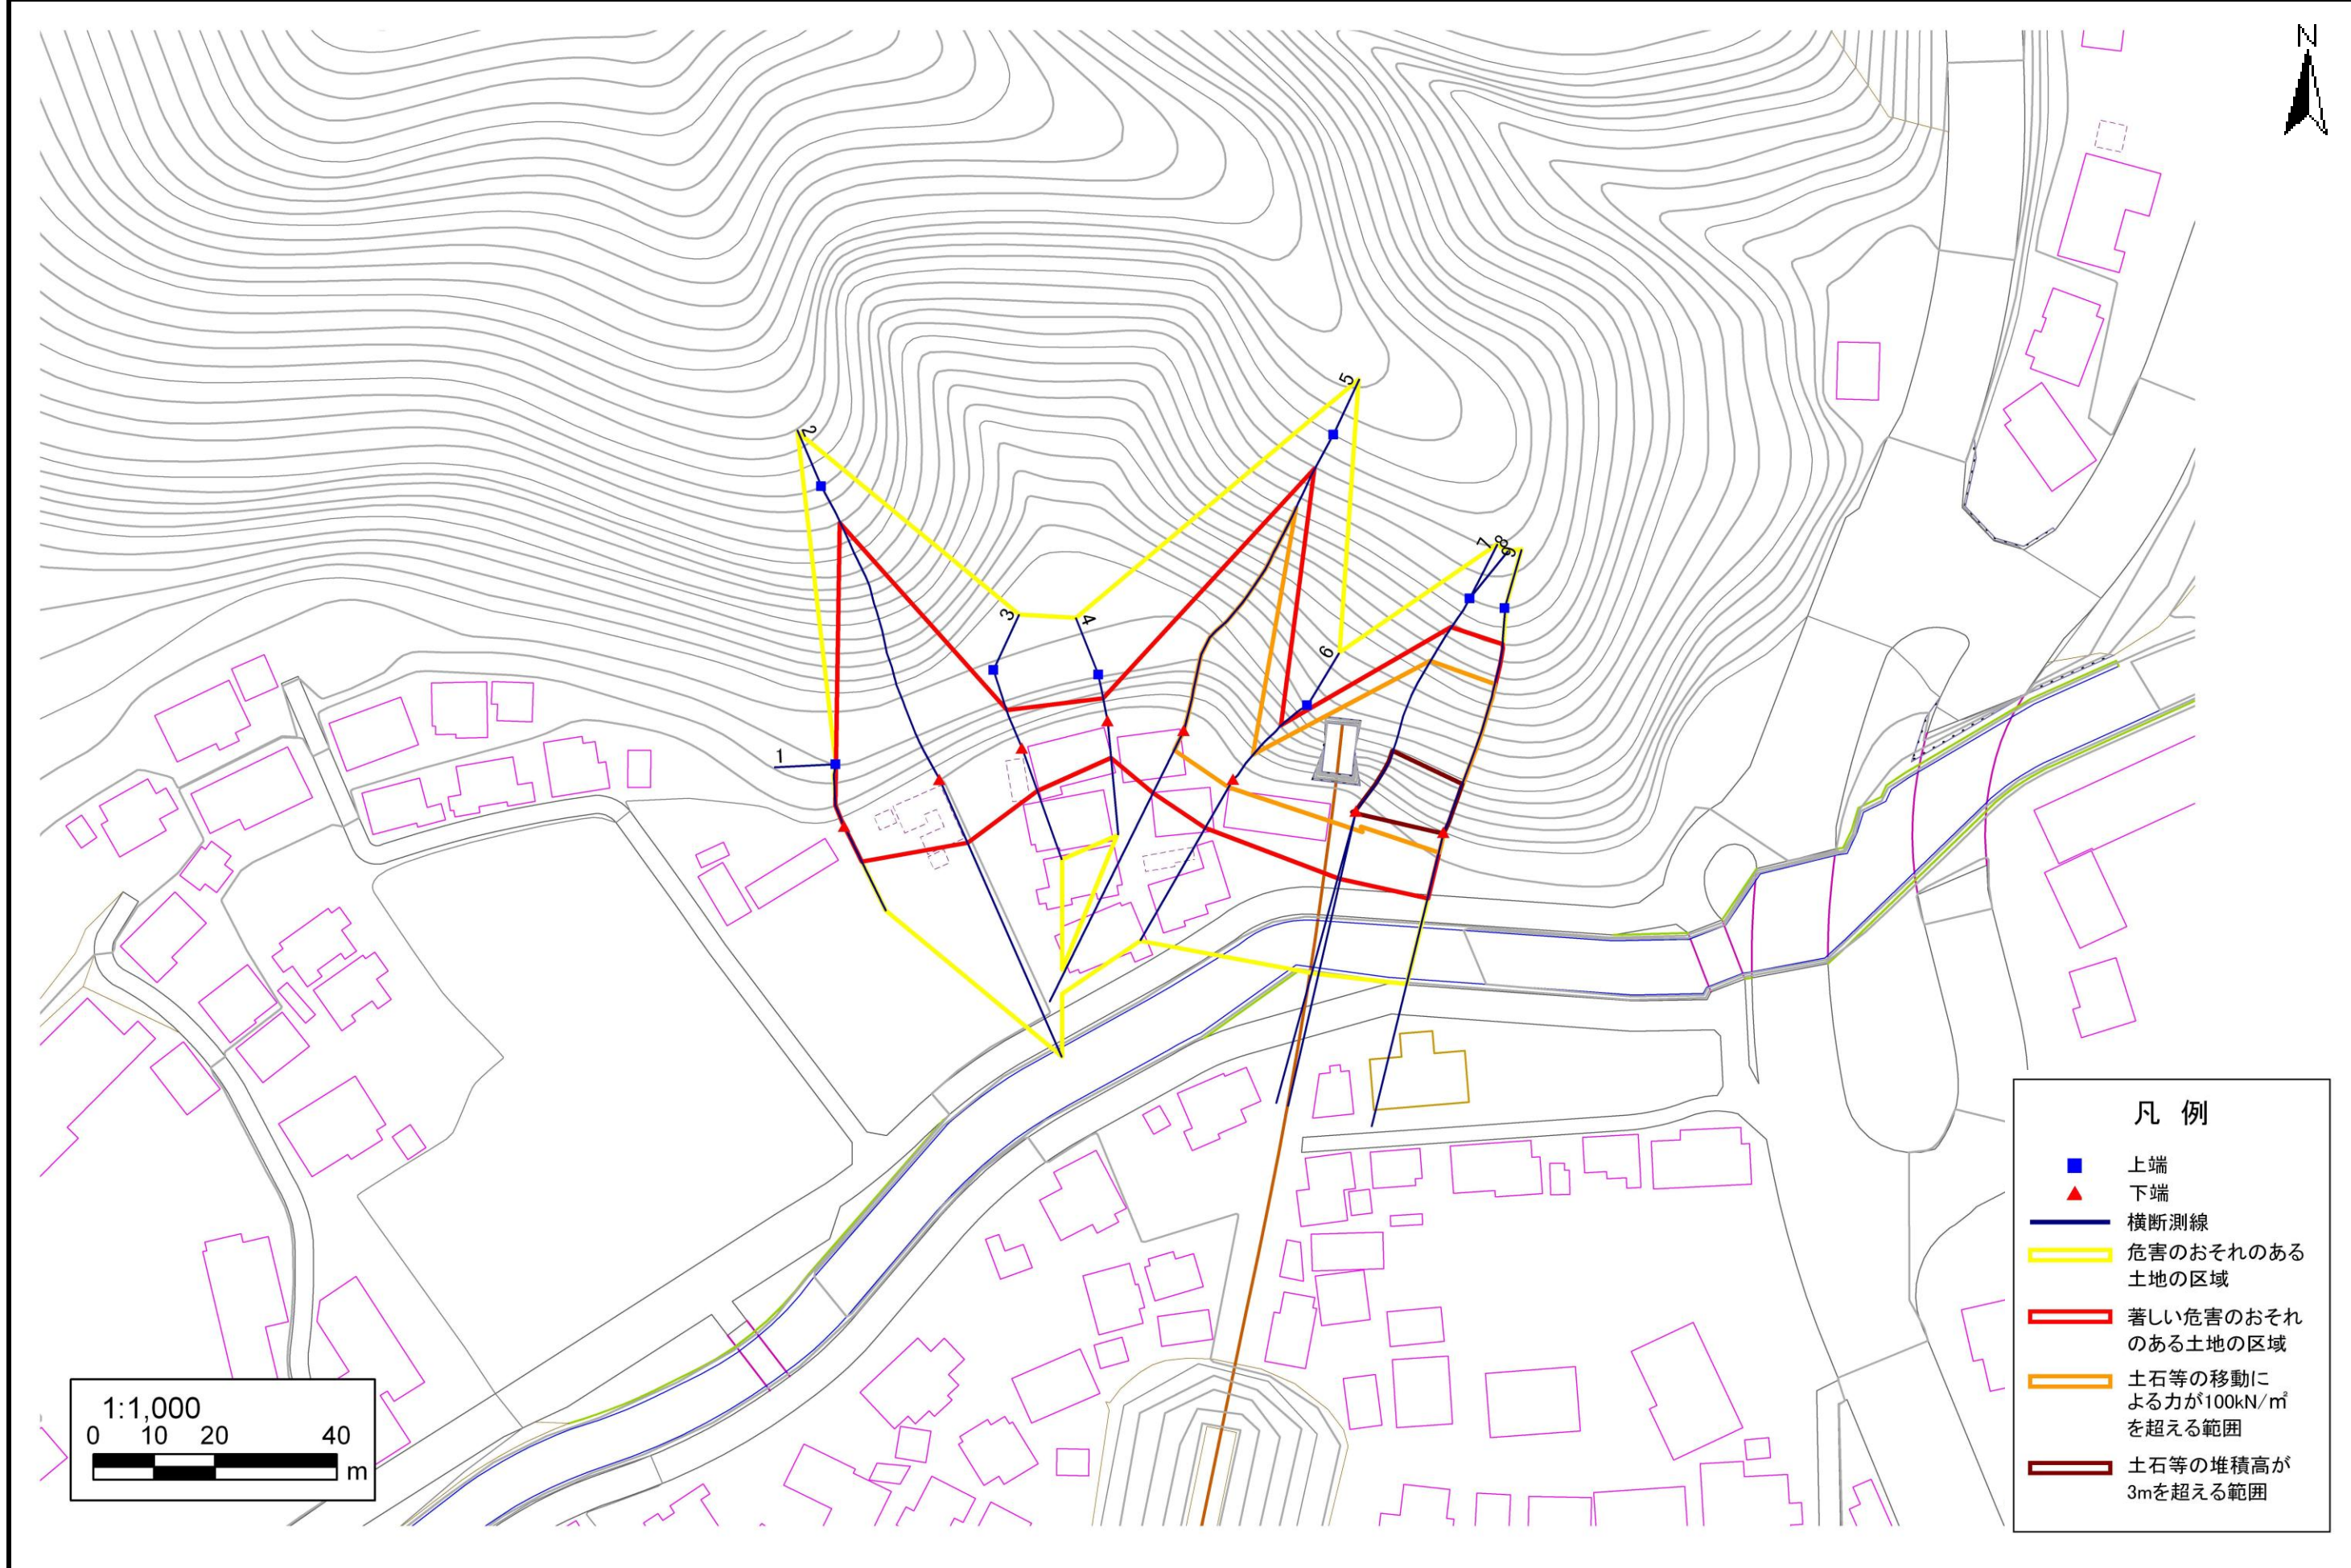 N
5
2
7
8
9
3
4
6
1
凡 例
上端
下端
横断測線
危害のおそれのある
土地の区域
著しい危害のおそれ
のある土地の区域
土石等の移動に
よる力が100kN/㎡
を超える範囲
土石等の堆積高が
3mを超える範囲
1:1,000
0 10 20 40
m